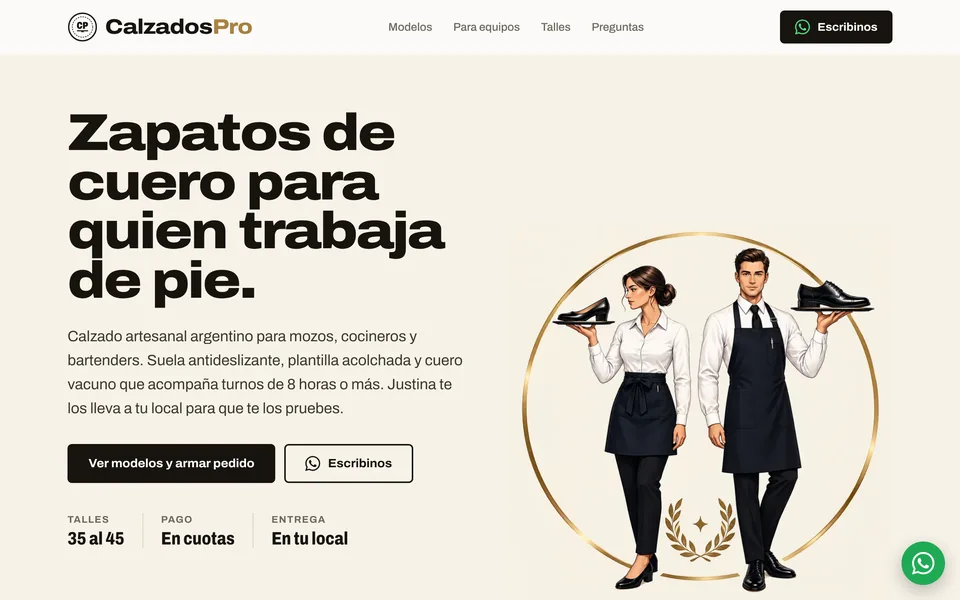 CP
CalzadosPro
Modelos
Para equipos
Talles
Preguntas
Escribinos
Zapatos de
cuero para
quien trabaja
de pie.
Calzado artesanal argentino para mozos, cocineros y
bartenders. Suela antideslizante, plantilla acolchada y cuero
vacuno que acompaña turnos de 8 horas o más. Justina te
los lleva a tu local para que te los pruebes.
Ver modelos y armar pedido
Escribinos
TALLES
35 al 45
PAGO
En cuotas
ENTREGA
En tu local